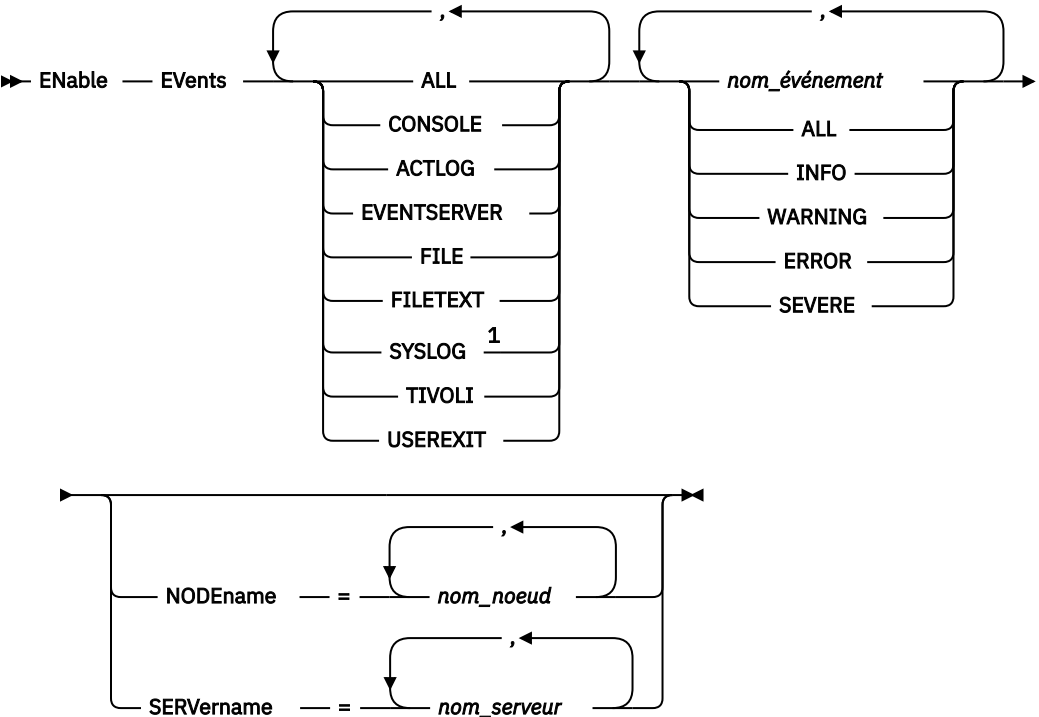 , ,
ENable EVents ALL nom_événement
CONSOLE ALL
ACTLOG INFO
EVENTSERVER WARNING
FILE ERROR
FILETEXT SEVERE
SYSLOG 1
TIVOLI
USEREXIT
,
NODEname = nom_noeud
,
SERVername = nom_serveur